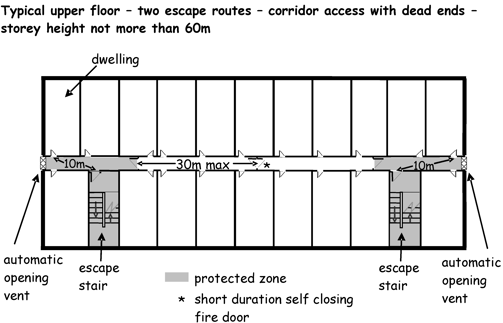 Typical upper floor – two escape routes – corridor access with dead ends –
storey height not more than 60m
dwelling
10m
30m max
*
10m
automatic
opening
vent
escape
stair
protected zone
* short duration self closing
fire door
escape
stair
automatic
opening
vent